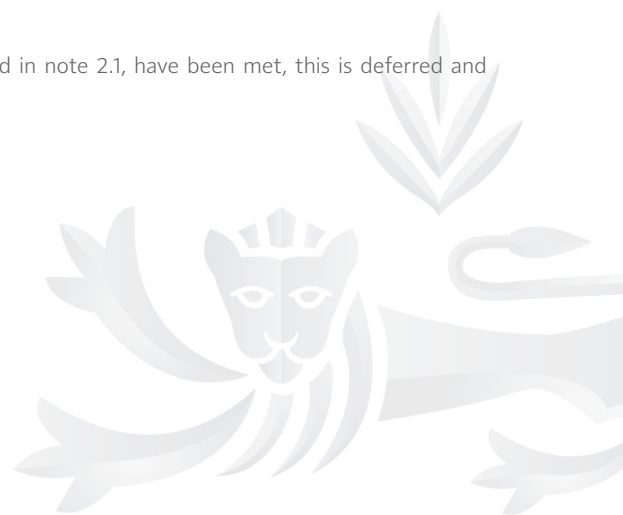 d in note 2.1, have been met, this is deferred and